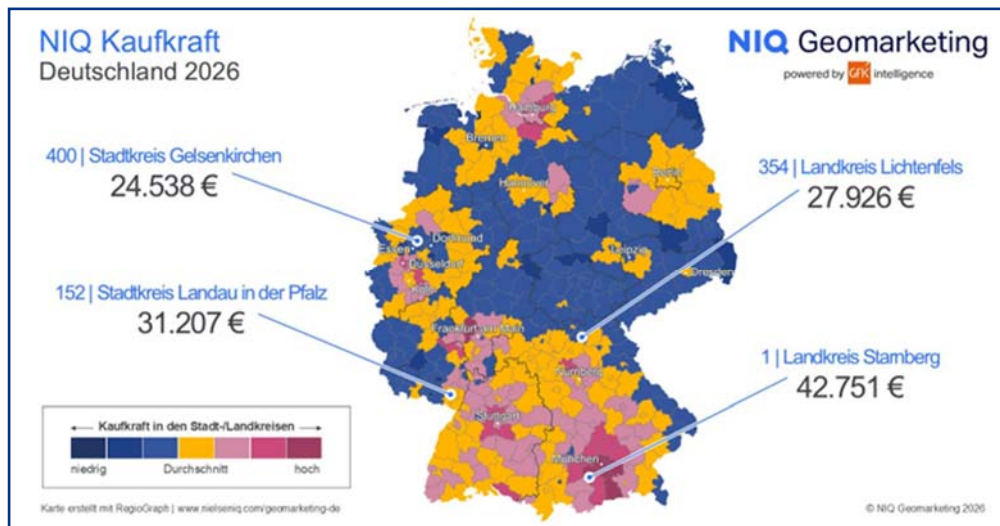 NIQ Kaufkraft
Deutschland 2026
NIQ Geomarketing
powered by GfK intelligence
400 | Stadtkreis Gelsenkirchen
24.538 €
354 | Landkreis Lichtenfels
27.926 €
152 | Stadtkreis Landau in der Pfalz
31.207 €
1 | Landkreis Starnberg
42.751 €
Hamburg
Bremen
Hannover
Berlin
Dortmund
Essen
Düsseldorf
Köln
Leipzig
Dresden
Frankfurt am Main
Nürnberg
Stuttgart
München
Kaufkraft in den Stadt-/Landkreisen
niedrig Durchschnitt hoch
Karte erstellt mit RegioGraph | www.nielseniq.com/geomarketing-de
© NIQ Geomarketing 2026